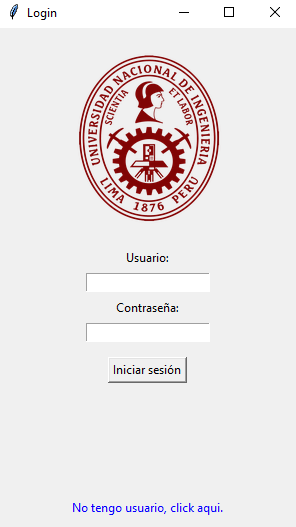 Login
UNIVERSIDAD NACIONAL DE INGENIERIA
SCIENTIA ET LABOR
LIMA 1876 PERU
Usuario:
Contraseña:
Iniciar sesión
No tengo usuario, click aqui.